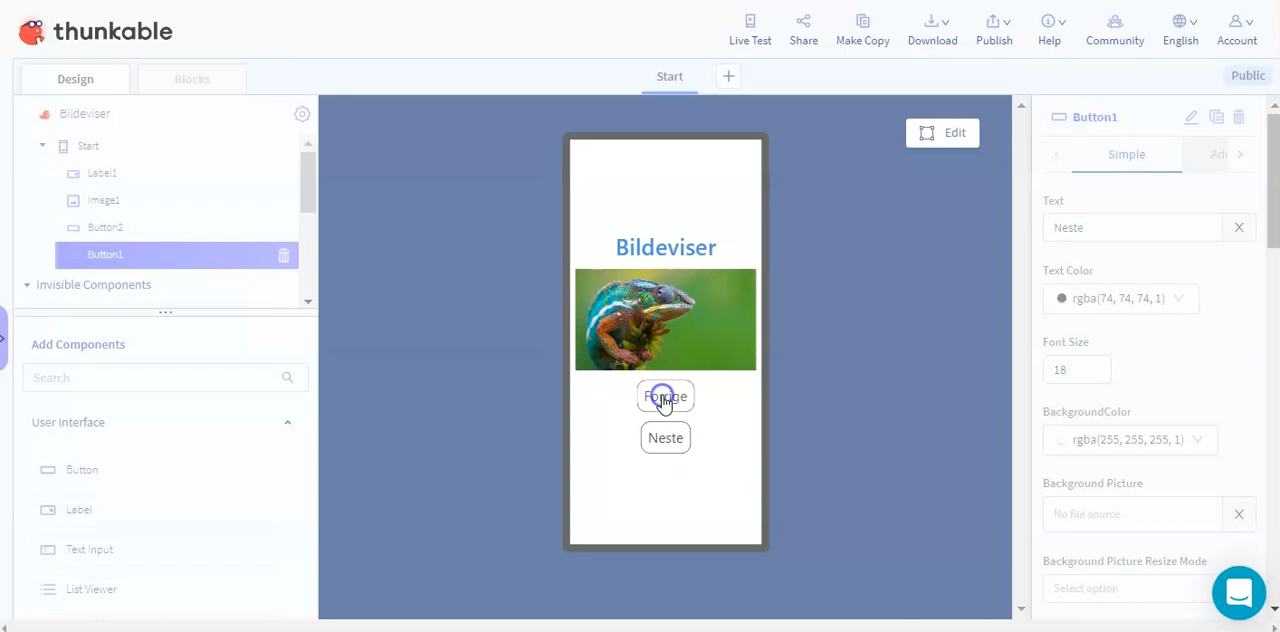 thunkable
Live Test
Share
Make Copy
Download
Publish
Help
Community
English
Account
Design
Blocks
Start
Public
Bildeviser
Start
Label1
Image1
Button2
Button1
Invisible Components
Add Components
Search
User Interface
Button
Label
Text Input
List Viewer
Edit
Bildeviser
Forrige
Neste
Button1
Simple
Text
Neste
Text Color
rgba(74, 74, 74, 1)
Font Size
18
BackgroundColor
rgba(255, 255, 255, 1)
Background Picture
No file source
Background Picture Resize Mode
Select option